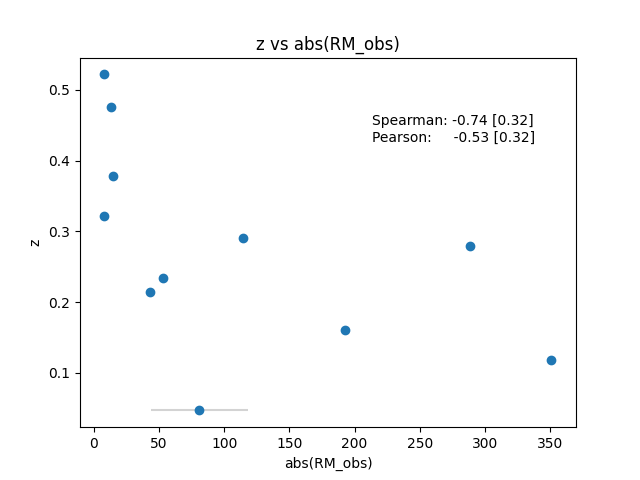 z vs abs(RM_obs)
Spearman: -0.74 [0.32]
Pearson: -0.53 [0.32]
0.5
0.4
0.3
0.2
0.1
z
0 50 100 150 200 250 300 350
abs(RM_obs)